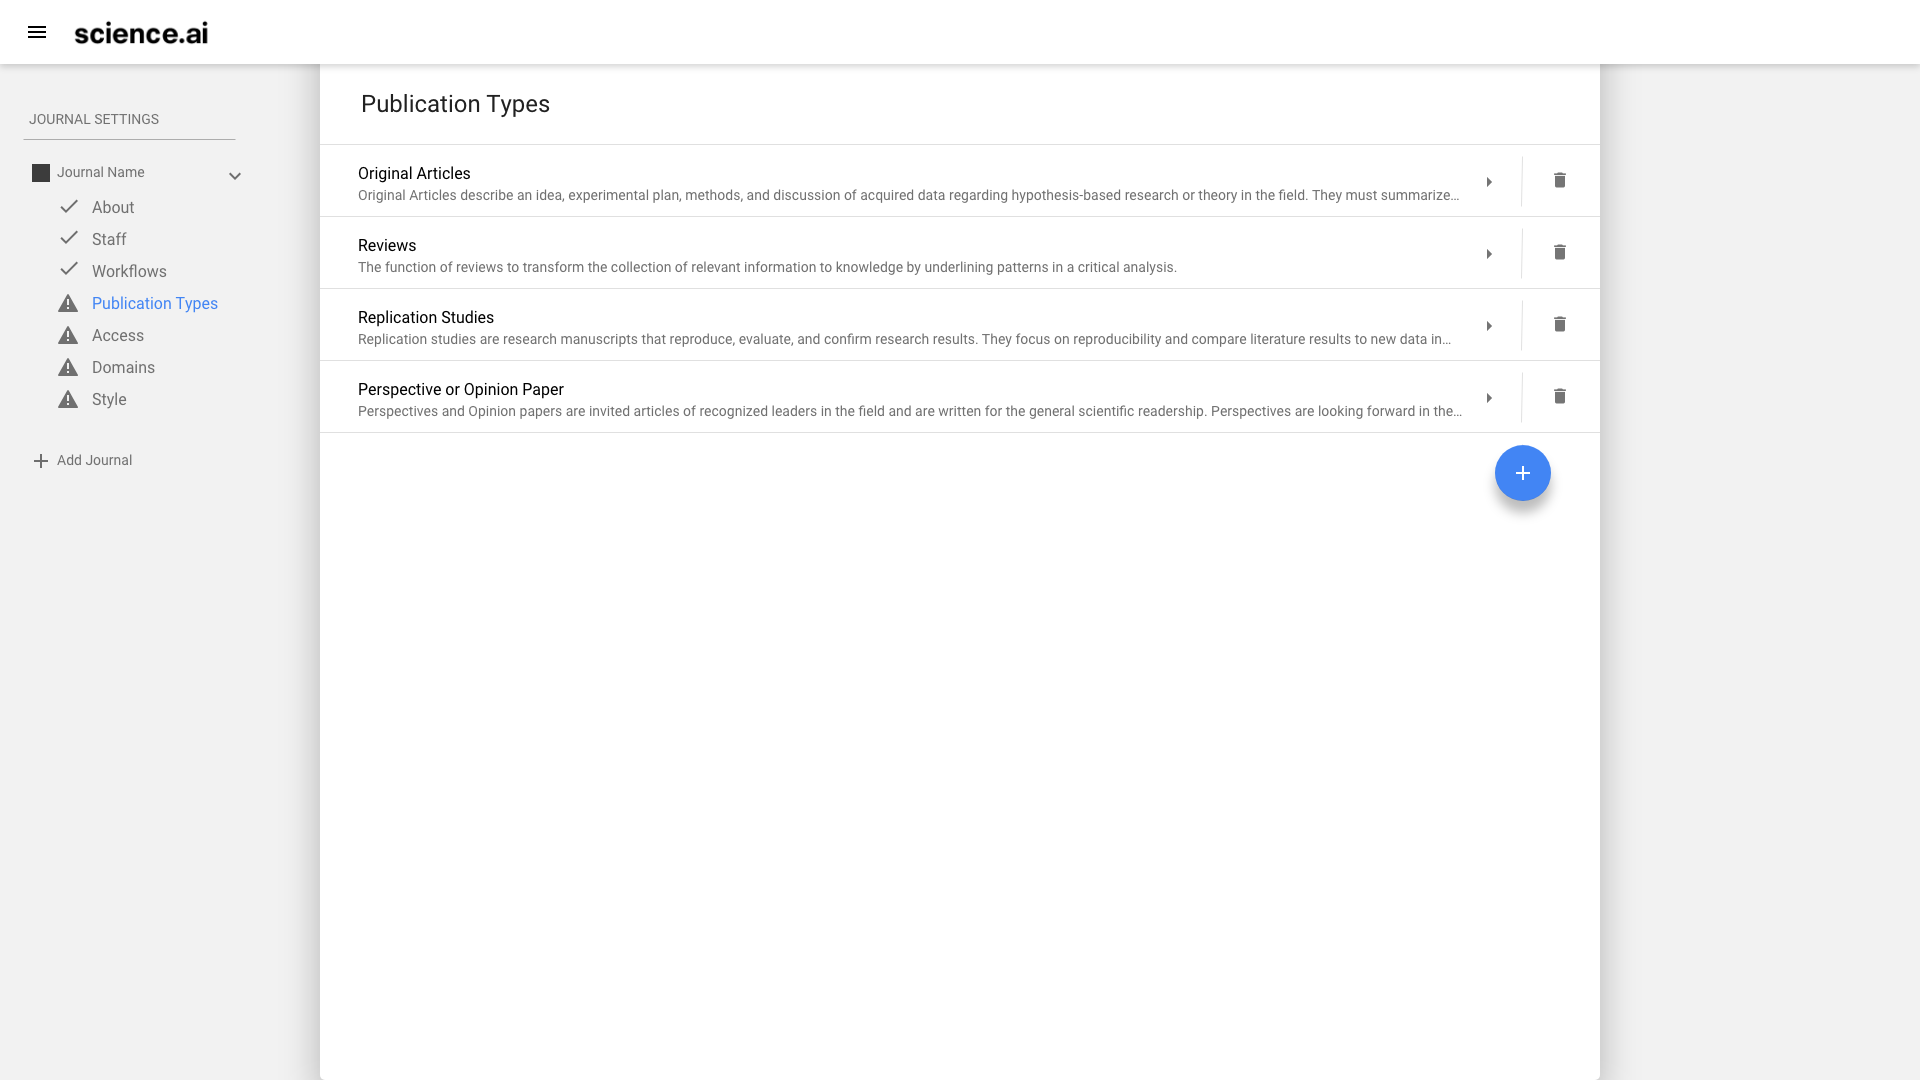 science.ai
JOURNAL SETTINGS
Journal Name
About
Staff
Workflows
Publication Types
Access
Domains
Style
Add Journal
Publication Types
Original Articles
Original Articles describe an idea, experimental plan, methods, and discussion of acquired data regarding hypothesis-based research or theory in the field. They must summarize...
Reviews
The function of reviews to transform the collection of relevant information to knowledge by underlining patterns in a critical analysis.
Replication Studies
Replication studies are research manuscripts that reproduce, evaluate, and confirm research results. They focus on reproducibility and compare literature results to new data in...
Perspective or Opinion Paper
Perspectives and Opinion papers are invited articles of recognized leaders in the field and are written for the general scientific readership. Perspectives are looking forward in the...